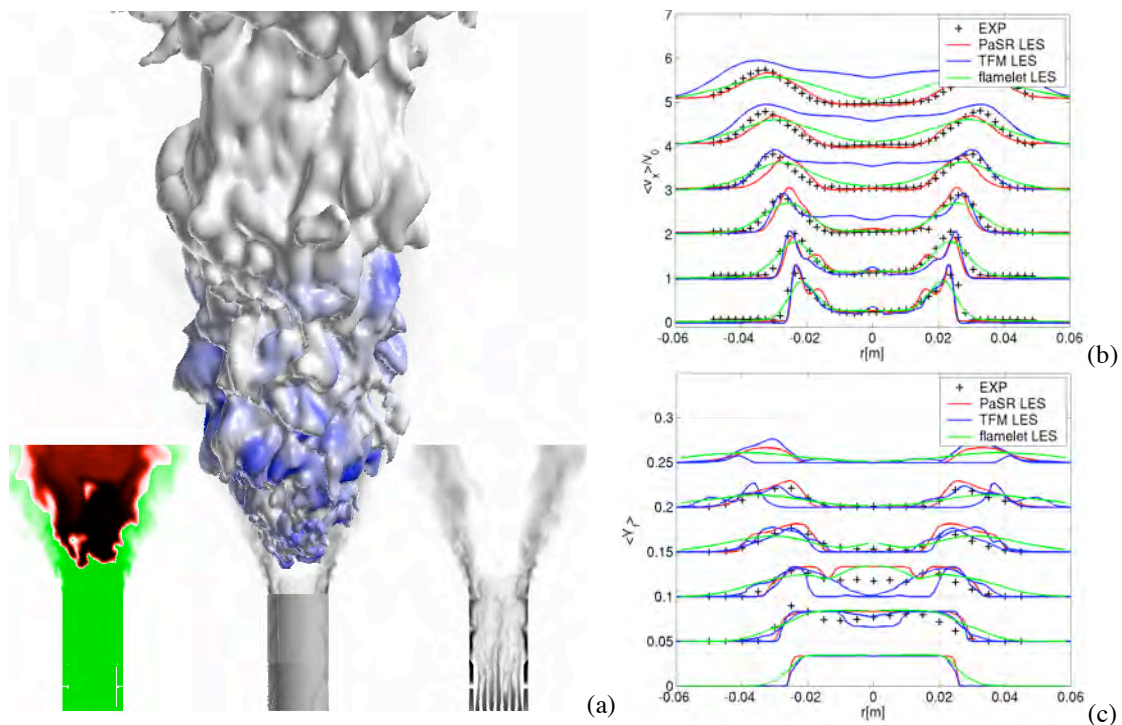 7
6
5
4
3
2
1
0
<v_x>/v_0
EXP
PaSR LES
TFM LES
flamelet LES
-0.06 -0.04 -0.02 0 0.02 0.04 0.06
r[m]
(b)
0.3
0.25
0.2
0.15
0.1
0.05
0
<Y_f>
EXP
PaSR LES
TFM LES
flamelet LES
-0.06 -0.04 -0.02 0 0.02 0.04 0.06
r[m]
(a)
(c)